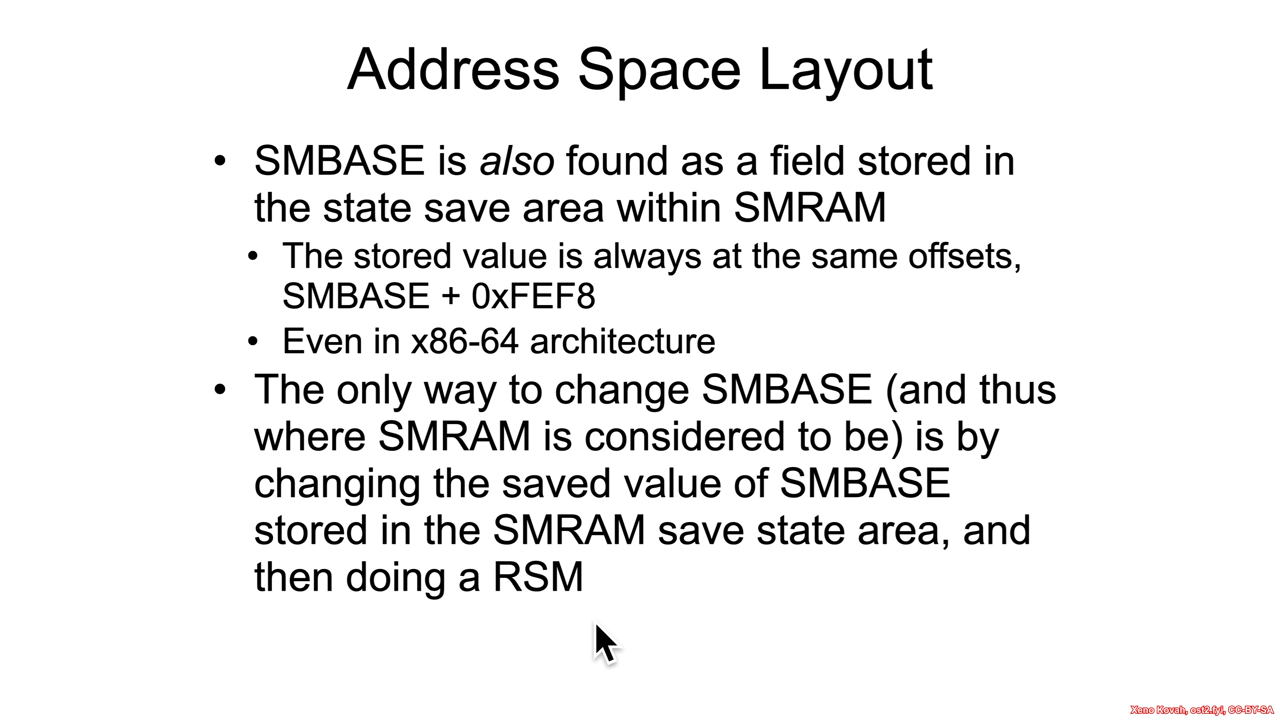 Address Space Layout
• SMBASE is also found as a field stored in
the state save area within SMRAM
• The stored value is always at the same offsets,
SMBASE + 0xFEF8
• Even in x86-64 architecture
• The only way to change SMBASE (and thus
where SMRAM is considered to be) is by
changing the saved value of SMBASE
stored in the SMRAM save state area, and
then doing a RSM
Xeno Kovah, ost2.fyi, CC-BY-SA